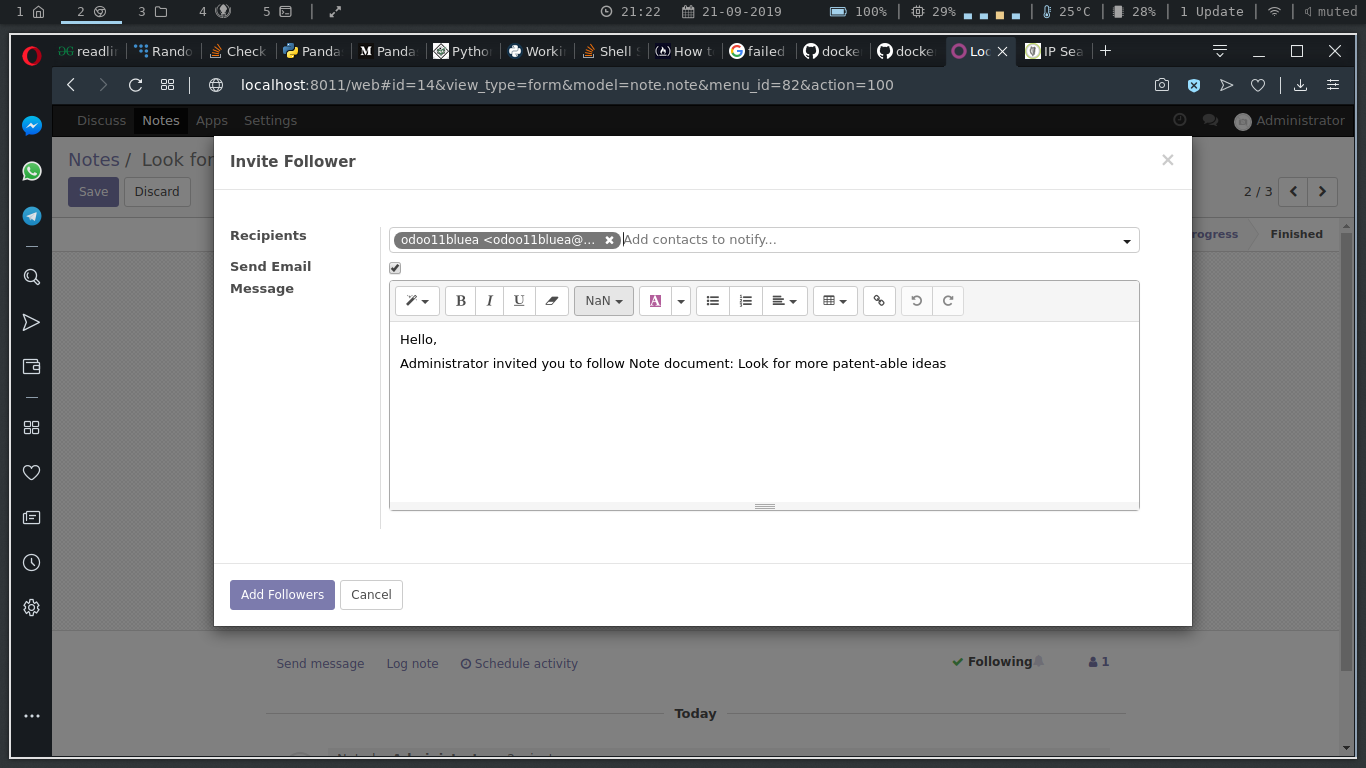 1 2 3 4 5 21:22 21-09-2019 100% 29% 25°C 28% 1 Update muted
readli Rando Check Panda Panda Pytho Worki Shell How t failed docke docke Loo IP Sea
localhost:8011/web#id=14&view_type=form&model=note.note&menu_id=82&action=100
Discuss Notes Apps Settings Administrator
Notes / Look for
Save Discard 2 / 3
rogress Finished
Invite Follower ×
Recipients odoo11bluea <odoo11bluea@... Add contacts to notify...
Send Email
Message
B I U NaN A
Hello,
Administrator invited you to follow Note document: Look for more patent-able ideas
Add Followers Cancel
Send message Log note Schedule activity Following 1
Today